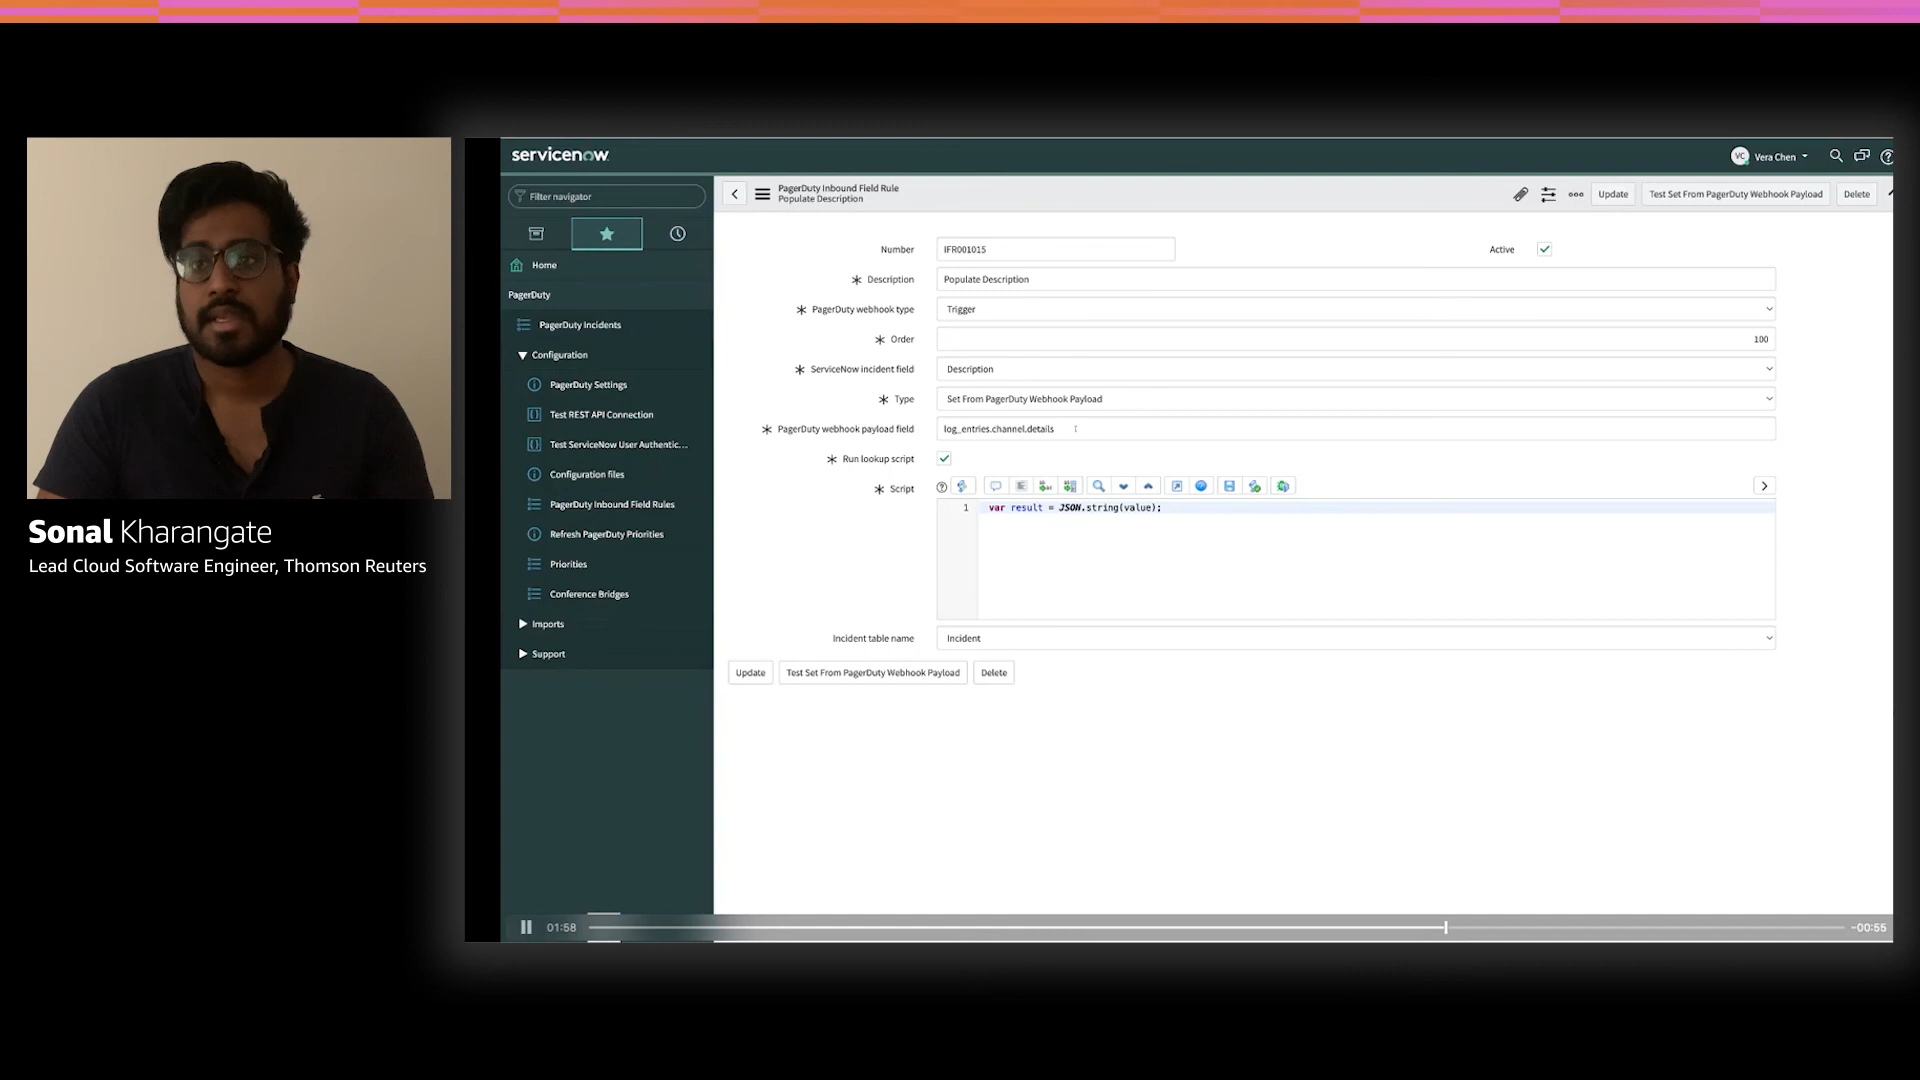 servicenow
VC Vera Chen
Filter navigator
Home
PagerDuty
PagerDuty Incidents
Configuration
PagerDuty Settings
Test REST API Connection
Test ServiceNow User Authentic...
Configuration files
PagerDuty Inbound Field Rules
Refresh PagerDuty Priorities
Priorities
Conference Bridges
Imports
Support
PagerDuty Inbound Field Rule
Populate Description
Update
Test Set From PagerDuty Webhook Payload
Delete
Number IFR001015
Active
Description Populate Description
PagerDuty webhook type Trigger
Order 100
ServiceNow incident field Description
Type Set From PagerDuty Webhook Payload
PagerDuty webhook payload field log_entries.channel.details
Run lookup script
Script
1 var result = JSON.string(value);
Incident table name Incident
Update Test Set From PagerDuty Webhook Payload Delete
01:58 -00:55
Sonal Kharangate
Lead Cloud Software Engineer, Thomson Reuters